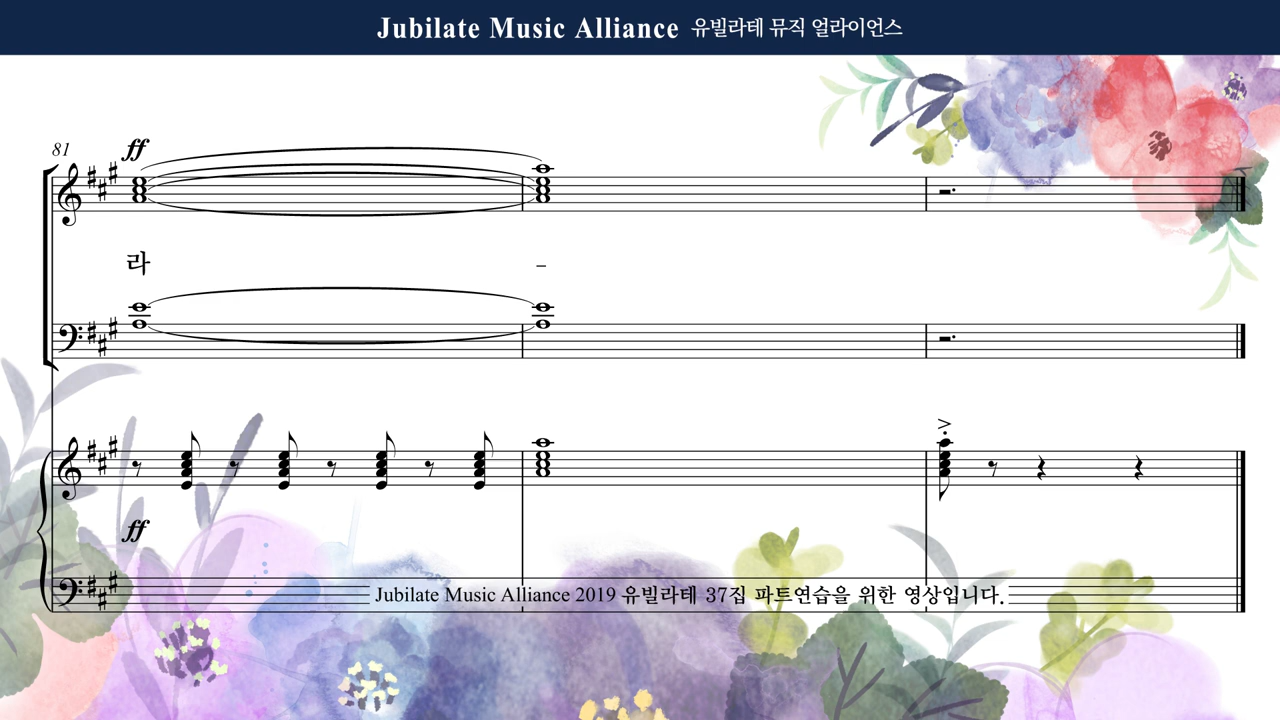 Jubilate Music Alliance 유빌라테 뮤직 얼라이언스
81
ff
라 –
ff
Jubilate Music Alliance 2019 유빌라테 37집 파트연습을 위한 영상입니다.